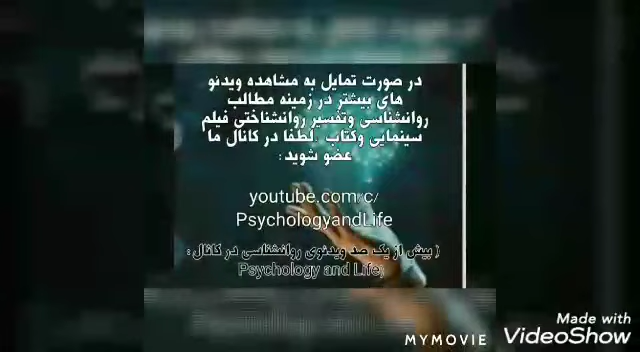 در صورت تمایل به مشاهده ویدئو
های بیشتر در زمینه مطالب
روانشناسی وتفسیر روانشناختی فیلم
سینمایی وکتاب ،لطفا در کانال ما
عضو شوید:
youtube.com/c/
PsychologyandLife
( بیش از یک صد ویدئوی روانشناسی در کانال :
Psychology and Life)
Made with
MYMOVIE VideoShow